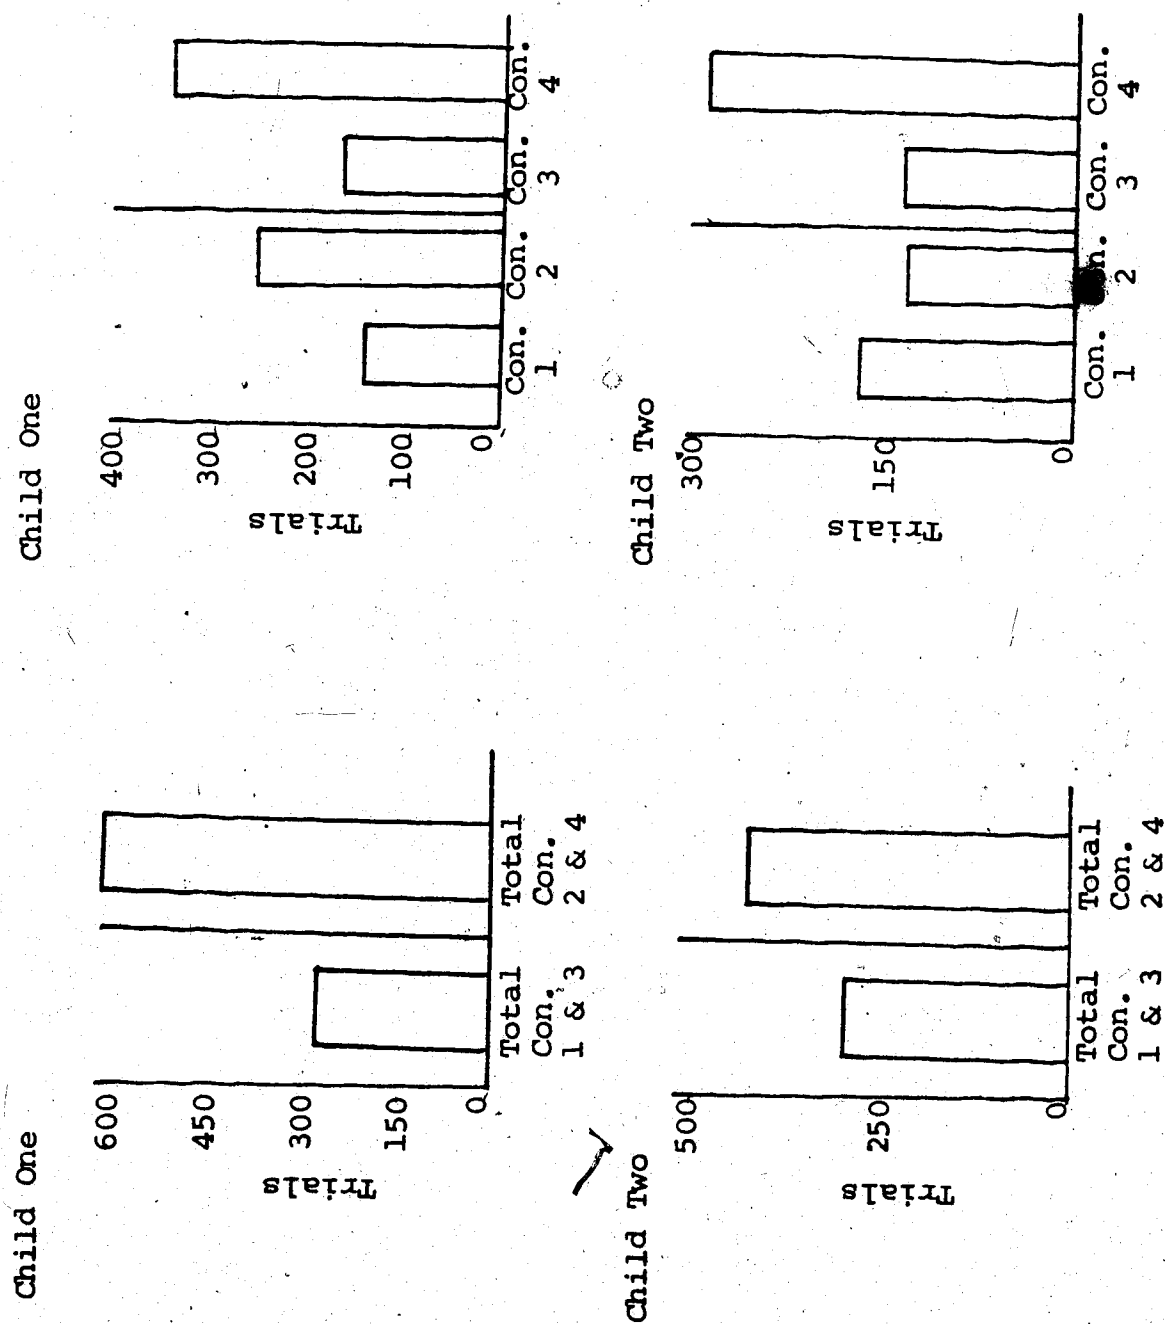 Child One
600
450
300
150
0
Trials
Total
Con.
1 & 3
Total
Con.
2 & 4
Child One
400
300
200
100
0
Trials
Con.
1
Con.
2
Con.
3
Con.
4
Child Two
500
250
0
Trials
Total
Con.
1 & 3
Total
Con.
2 & 4
Child Two
300
150
0
Trials
Con.
1
2
Con.
3
Con.
4